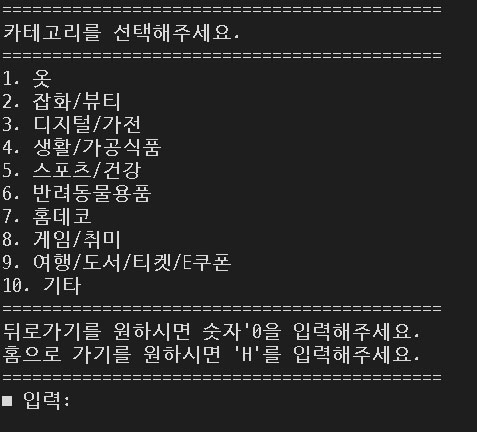 ============================================
카테고리를 선택해주세요.
============================================
1. 옷
2. 잡화/뷰티
3. 디지털/가전
4. 생활/가공식품
5. 스포츠/건강
6. 반려동물용품
7. 홈데코
8. 게임/취미
9. 여행/도서/티켓/E쿠폰
10. 기타
============================================
뒤로가기를 원하시면 숫자'0을 입력해주세요.
홈으로 가기를 원하시면 'H'를 입력해주세요.
============================================
■ 입력: